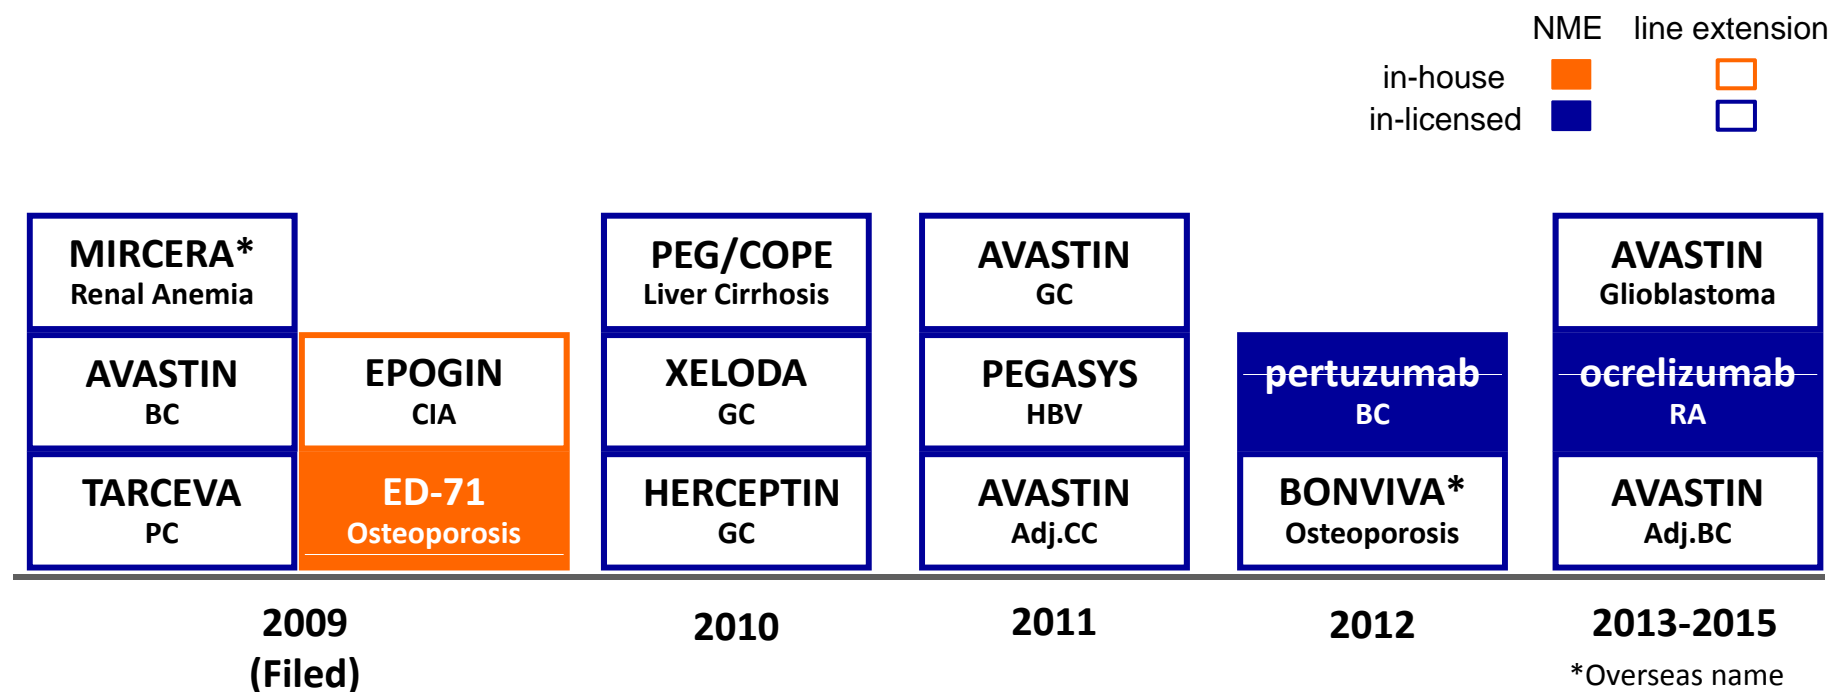 NME line extension
in-house
in-licensed
MIRCERA*
Renal Anemia
AVASTIN
BC
TARCEVA
PC
EPOGIN
CIA
ED-71
Osteoporosis
2009
(Filed)
PEG/COPE
Liver Cirrhosis
XELODA
GC
HERCEPTIN
GC
2010
AVASTIN
GC
PEGASYS
HBV
AVASTIN
Adj.CC
2011
pertuzumab
BC
BONVIVA*
Osteoporosis
2012
AVASTIN
Glioblastoma
ocrelizumab
RA
AVASTIN
Adj.BC
2013-2015
*Overseas name